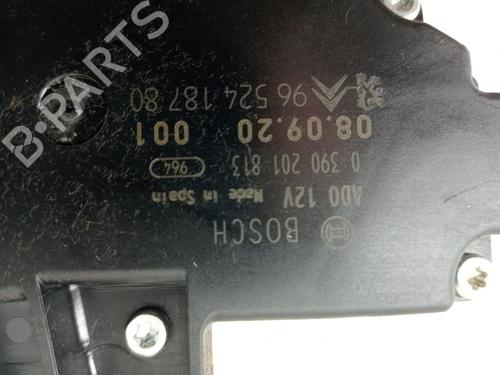 BOSCH
ADO 12V Made in Spain
0 390 201 813 964
08.09.20 001
96 524 187 80
B-PARTS